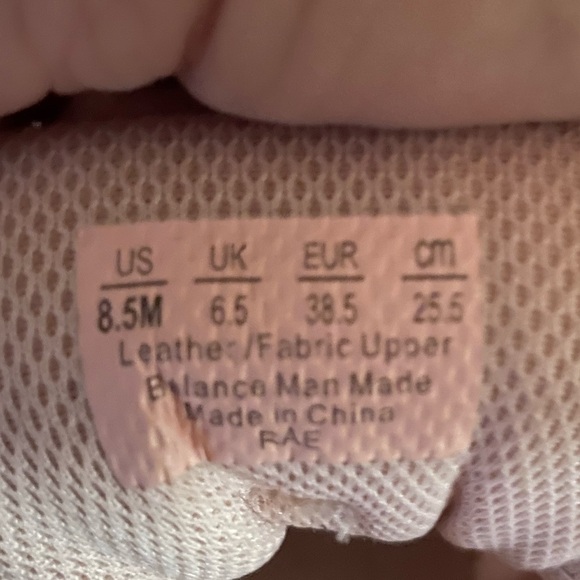 US UK EUR cm
8.5M 6.5 38.5 25.5
Leather/Fabric Upper
Balance Man Made
Made in China
RAE